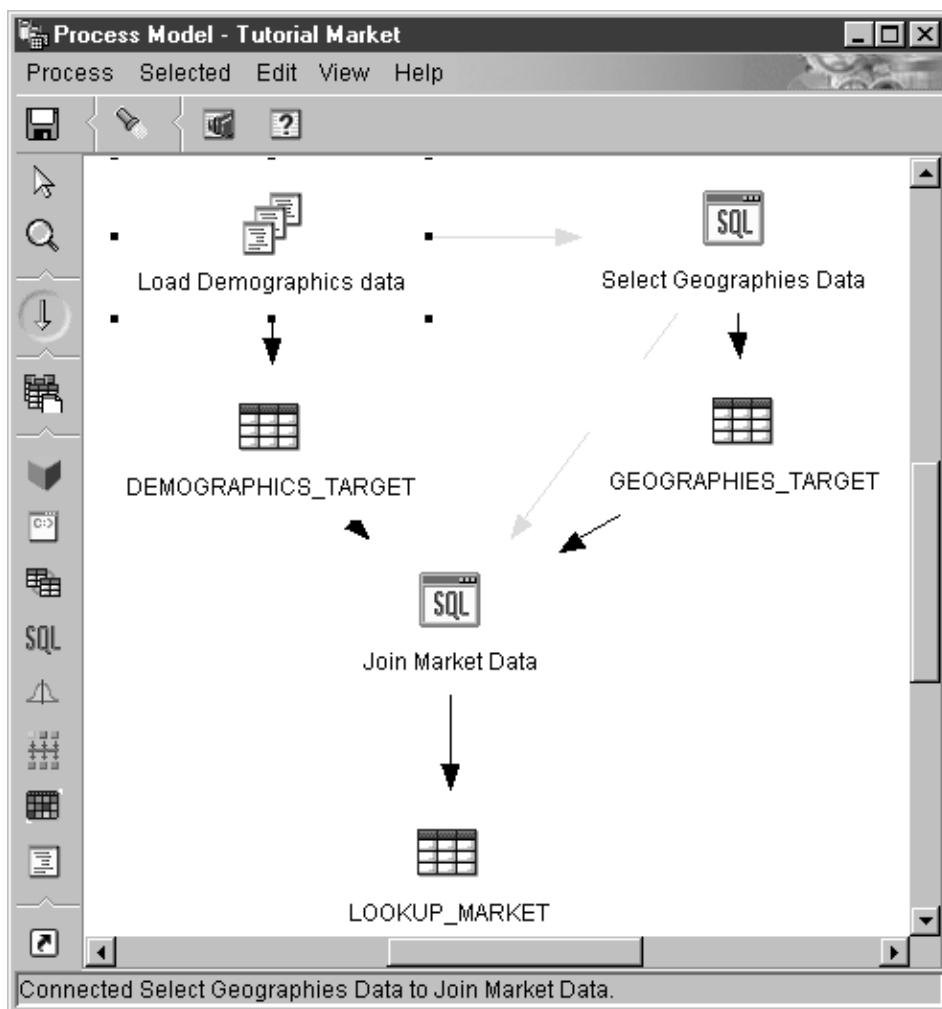 Process Model - Tutorial Market
Process Selected Edit View Help
SQL
Load Demographics data
Select Geographies Data
DEMOGRAPHICS_TARGET
GEOGRAPHIES_TARGET
C:>
SQL
SQL
Join Market Data
LOOKUP_MARKET
Connected Select Geographies Data to Join Market Data.